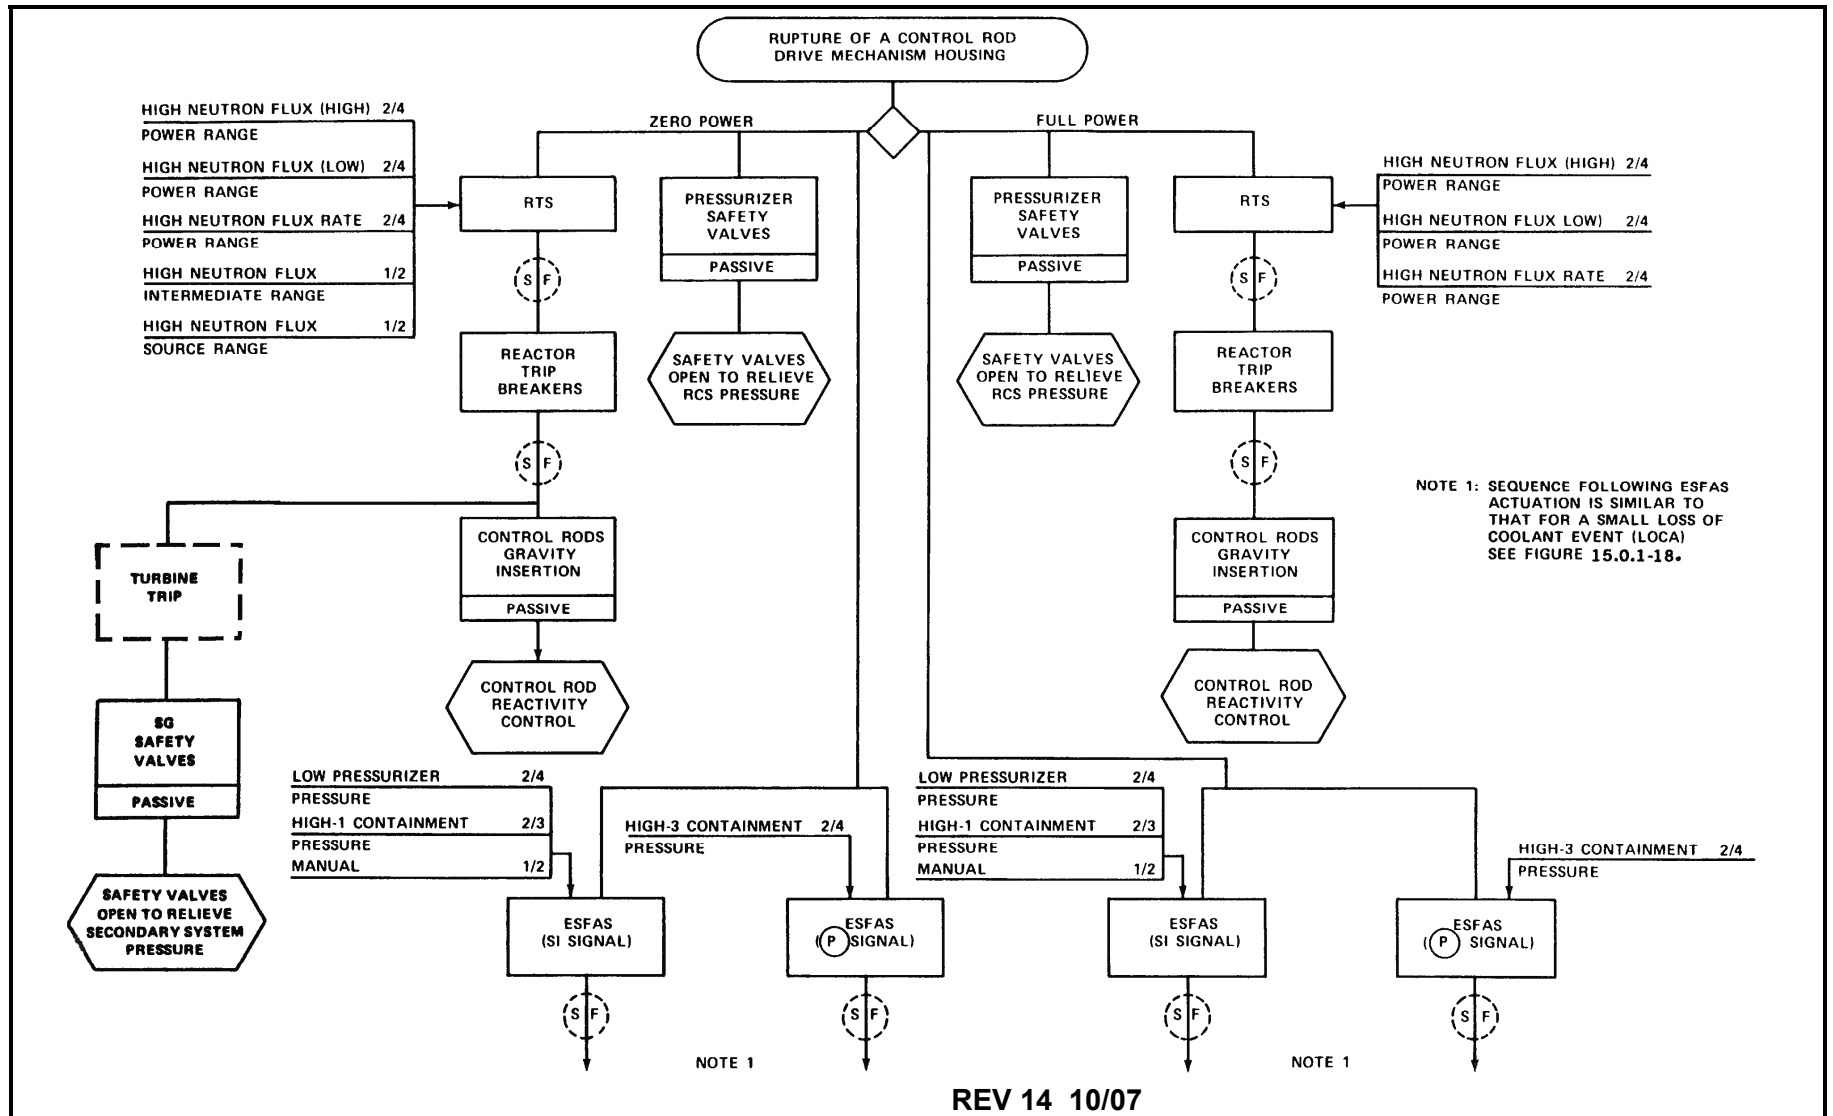 RUPTURE OF A CONTROL ROD
DRIVE MECHANISM HOUSING
ZERO POWER
FULL POWER
HIGH NEUTRON FLUX (HIGH) 2/4
POWER RANGE
HIGH NEUTRON FLUX (LOW) 2/4
POWER RANGE
HIGH NEUTRON FLUX RATE 2/4
POWER RANGE
HIGH NEUTRON FLUX 1/2
INTERMEDIATE RANGE
HIGH NEUTRON FLUX 1/2
SOURCE RANGE
RTS
S F
REACTOR
TRIP
BREAKERS
S F
CONTROL RODS
GRAVITY
INSERTION
PASSIVE
CONTROL ROD
REACTIVITY
CONTROL
TURBINE
TRIP
SG
SAFETY
VALVES
PASSIVE
SAFETY VALVES
OPEN TO RELIEVE
SECONDARY SYSTEM
PRESSURE
PRESSURIZER
SAFETY
VALVES
PASSIVE
SAFETY VALVES
OPEN TO RELIEVE
RCS PRESSURE
PRESSURIZER
SAFETY
VALVES
PASSIVE
SAFETY VALVES
OPEN TO RELIEVE
RCS PRESSURE
RTS
HIGH NEUTRON FLUX (HIGH) 2/4
POWER RANGE
HIGH NEUTRON FLUX LOW) 2/4
POWER RANGE
HIGH NEUTRON FLUX RATE 2/4
POWER RANGE
S F
REACTOR
TRIP
BREAKERS
S F
CONTROL RODS
GRAVITY
INSERTION
PASSIVE
CONTROL ROD
REACTIVITY
CONTROL
NOTE 1: SEQUENCE FOLLOWING ESFAS
ACTUATION IS SIMILAR TO
THAT FOR A SMALL LOSS OF
COOLANT EVENT (LOCA)
SEE FIGURE 15.0.1-18.
LOW PRESSURIZER 2/4
PRESSURE
HIGH-1 CONTAINMENT 2/3
PRESSURE
MANUAL 1/2
ESFAS
(SI SIGNAL)
S F
HIGH-3 CONTAINMENT 2/4
PRESSURE
ESFAS
(P SIGNAL)
S F
NOTE 1
LOW PRESSURIZER 2/4
PRESSURE
HIGH-1 CONTAINMENT 2/3
PRESSURE
MANUAL 1/2
ESFAS
(SI SIGNAL)
S F
HIGH-3 CONTAINMENT 2/4
PRESSURE
ESFAS
(P SIGNAL)
S F
NOTE 1
REV 14 10/07